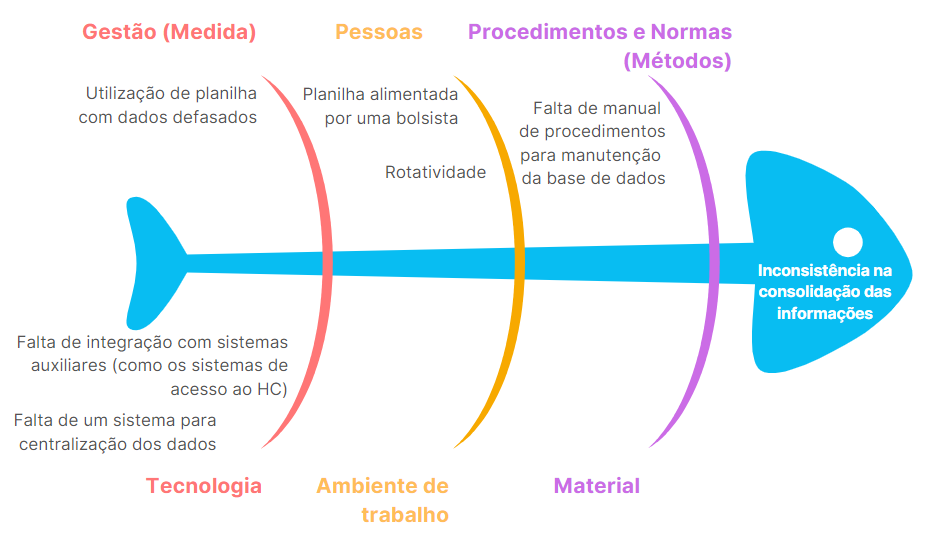 Gestão (Medida)
Utilização de planilha
com dados defasados
Pessoas
Planilha alimentada
por uma bolsista
Rotatividade
Procedimentos e Normas
(Métodos)
Falta de manual
de procedimentos
para manutenção
da base de dados
Inconsistência na
consolidação das
informações
Falta de integração com sistemas
auxiliares (como os sistemas de
acesso ao HC)
Falta de um sistema para
centralização dos dados
Tecnologia
Ambiente de
trabalho
Material